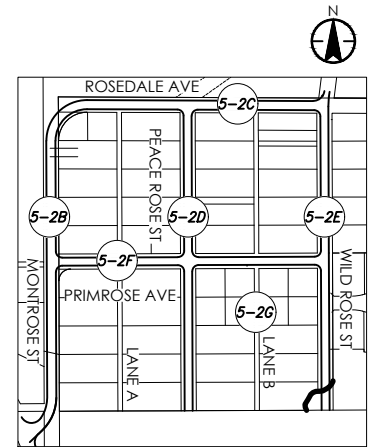 N
ROSEDALE AVE
5-2C
PEACE ROSE ST
5-2B
5-2D
5-2E
5-2F
MONTROSE ST
PRIMROSE AVE
WILD ROSE ST
5-2G
LANE A
LANE B